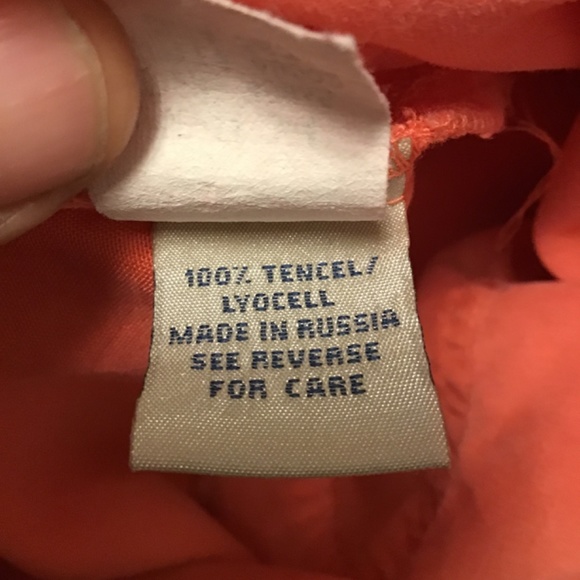 100% TENCEL/
LYOCELL
MADE IN RUSSIA
SEE REVERSE
FOR CARE